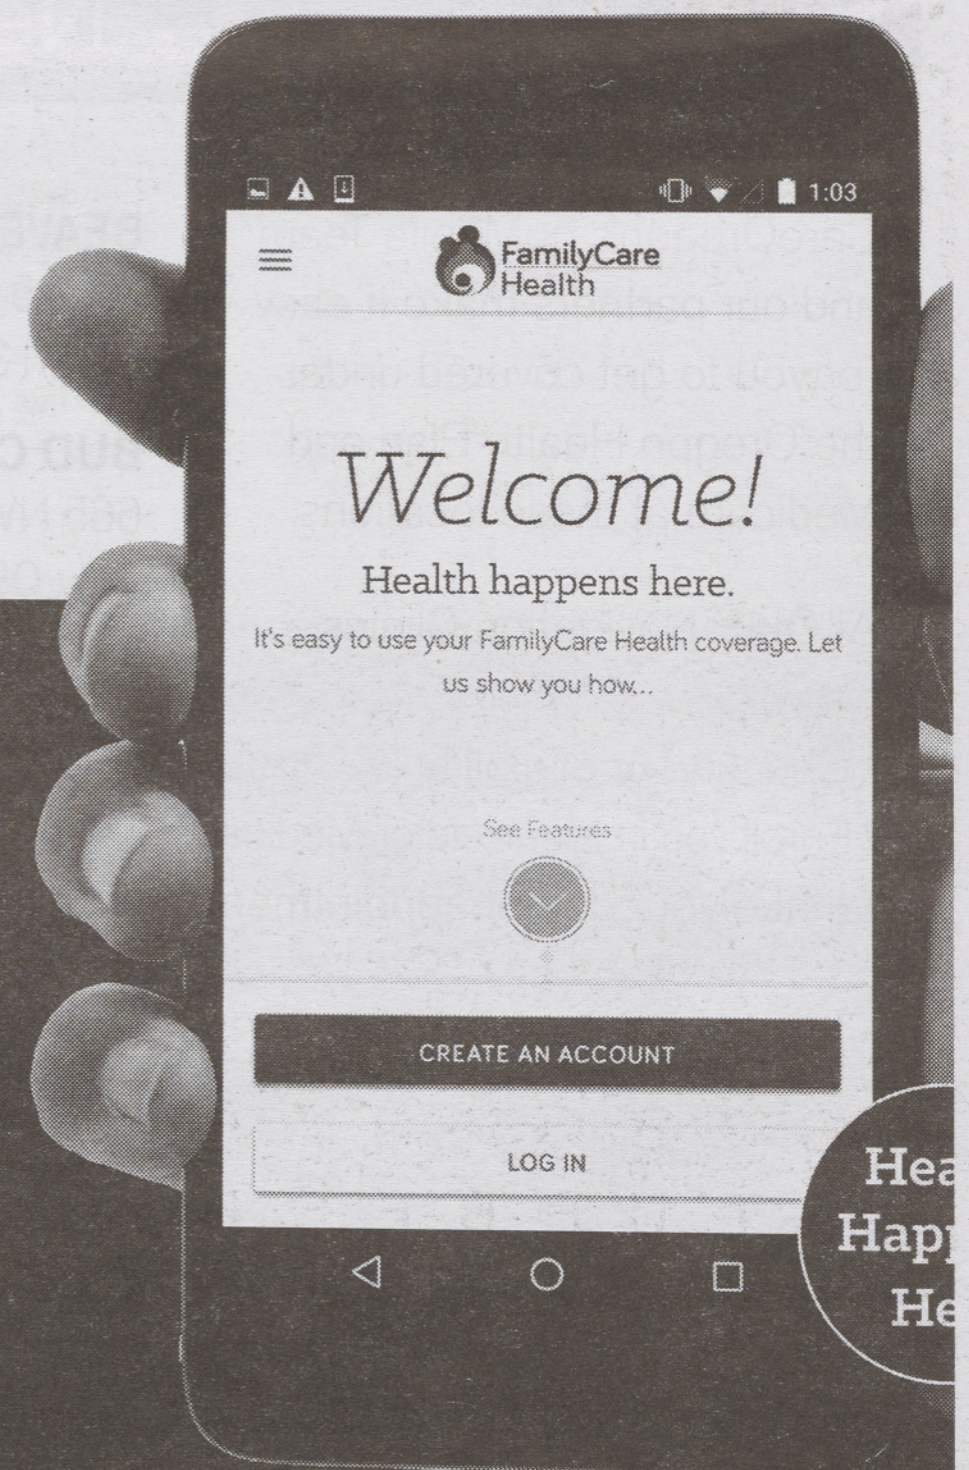 1:03
FamilyCare
Health
Welcome!
Health happens here.
It's easy to use your FamilyCare Health coverage. Let
us show you how...
See Features
CREATE AN ACCOUNT
LOG IN
Hea
Happ
He